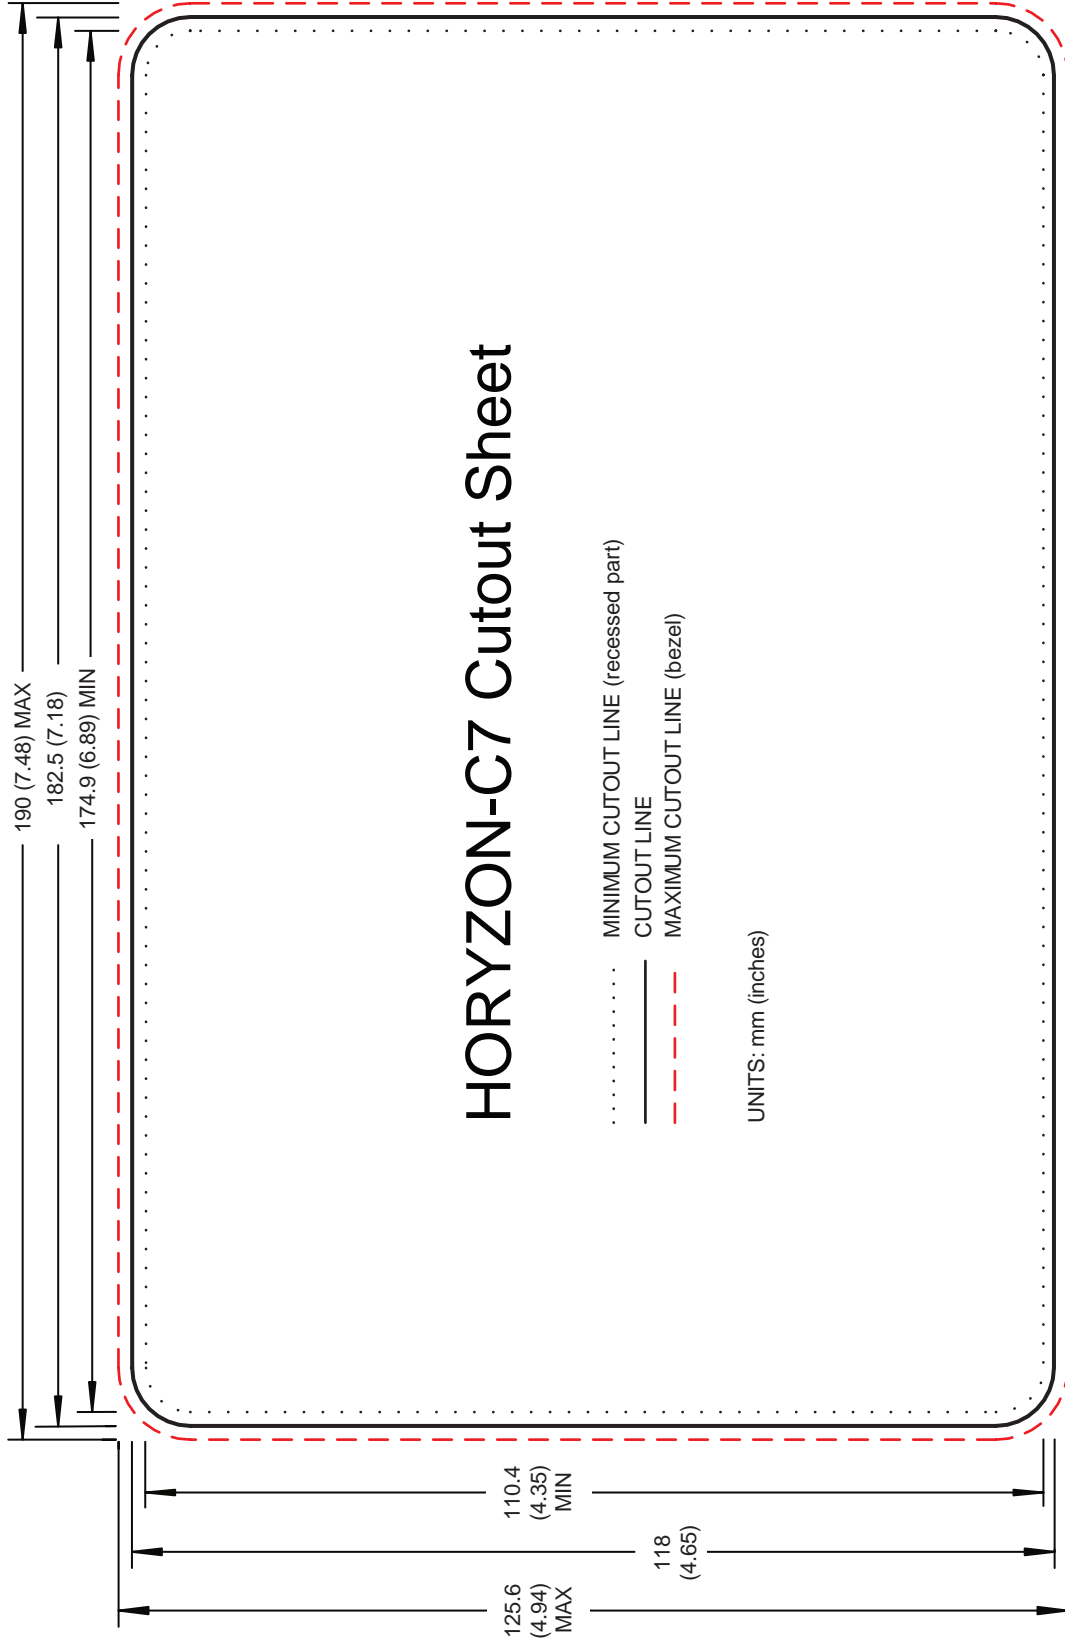 190 (7.48) MAX
182.5 (7.18)
174.9 (6.89) MIN
HORYZON-C7 Cutout Sheet
MINIMUM CUTOUT LINE (recessed part)
CUTOUT LINE
MAXIMUM CUTOUT LINE (bezel)
UNITS: mm (inches)
110.4
(4.35)
MIN
118
(4.65)
125.6
(4.94)
MAX